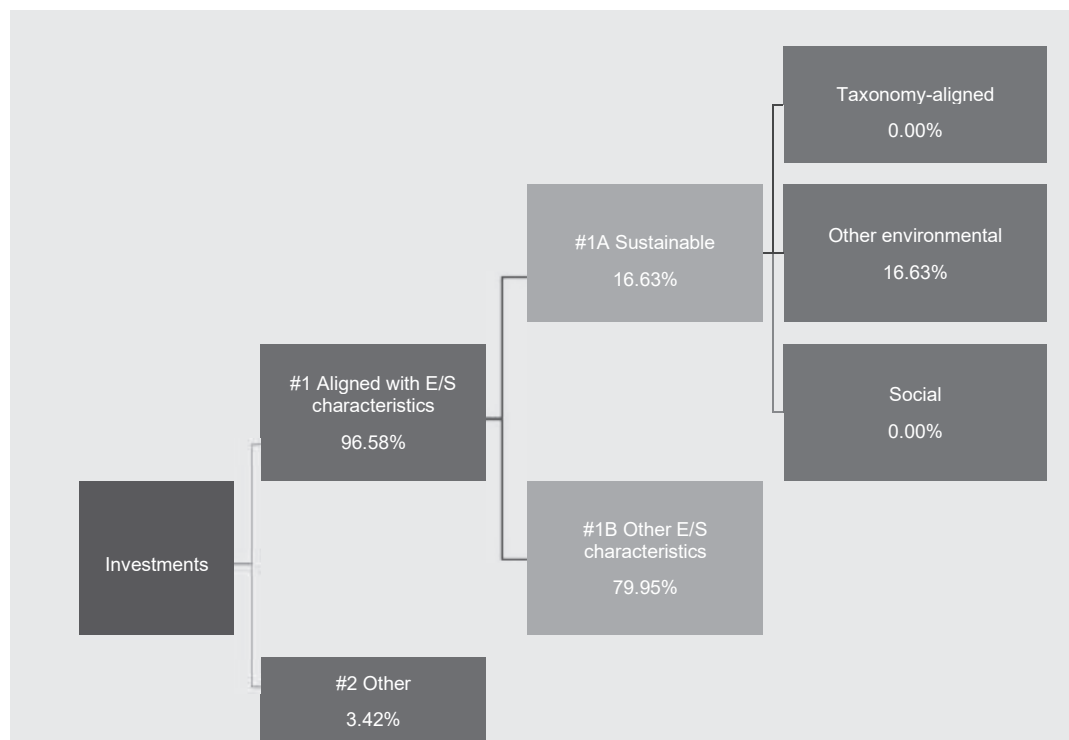 Taxonomy-aligned
0.00%
#1A Sustainable
16.63%
Other environmental
16.63%
#1 Aligned with E/S
characteristics
96.58%
Social
0.00%
Investments
#1B Other E/S
characteristics
79.95%
#2 Other
3.42%